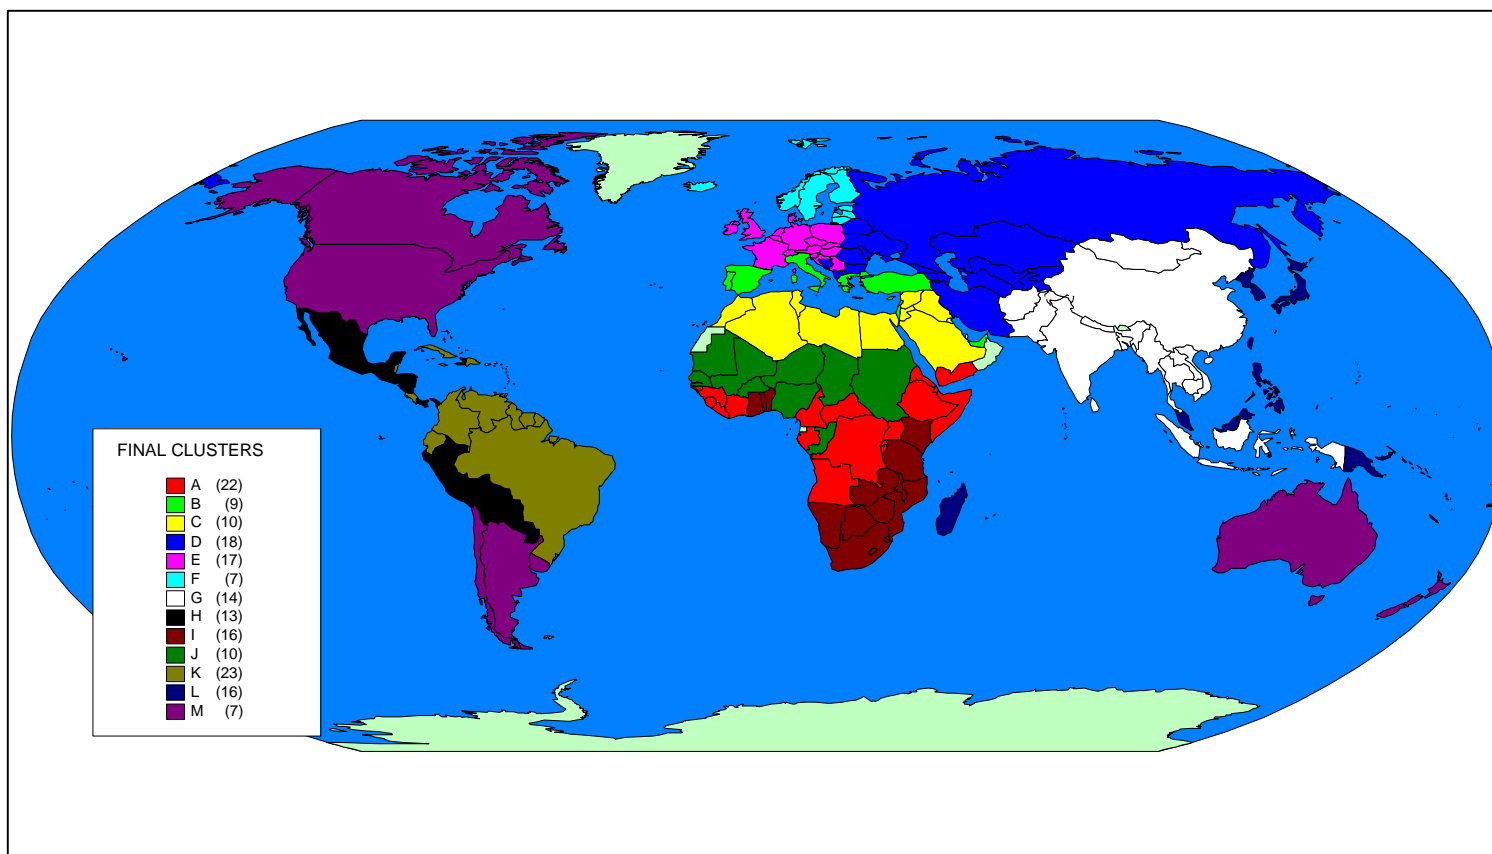 FINAL CLUSTERS
A (22)
B (9)
C (10)
D (18)
E (17)
F (7)
G (14)
H (13)
I (16)
J (10)
K (23)
L (16)
M (7)